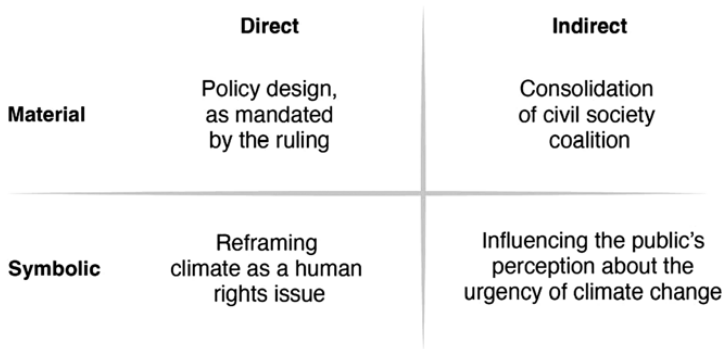 Direct
Indirect
Material
Policy design,
as mandated
by the ruling
Consolidation
of civil society
coalition
Symbolic
Reframing
climate as a human
rights issue
Influencing the public's
perception about the
urgency of climate change